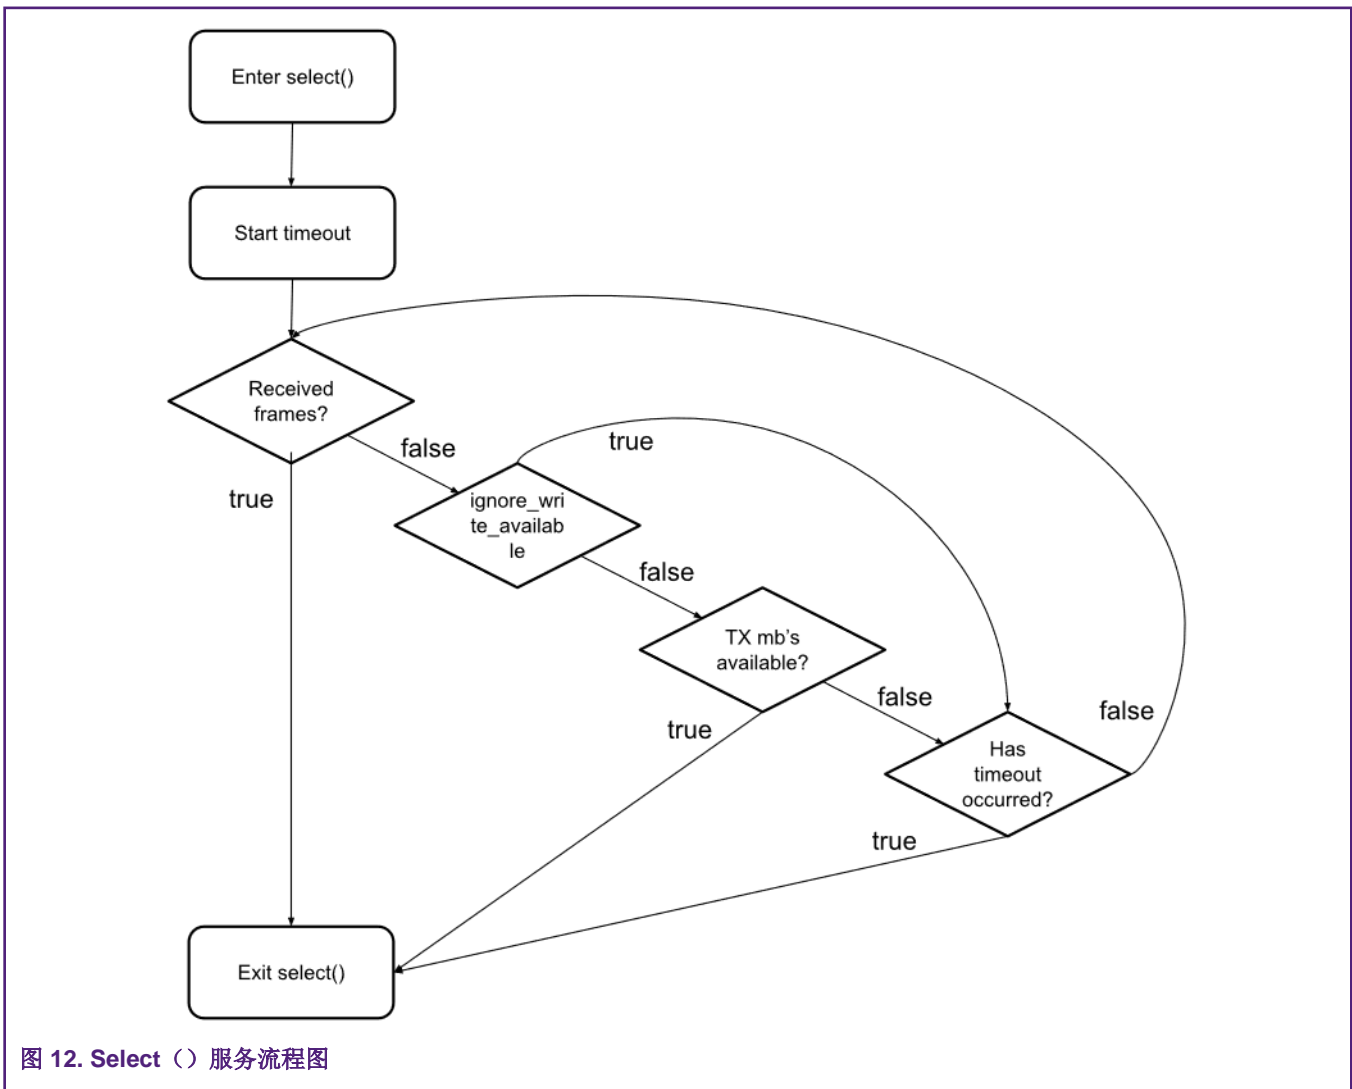 Enter select()
Start timeout
Received
frames?
false
true
true
ignore_wri
te_availab
le
false
TX mb's
available?
false
true
false
Has
timeout
occurred?
true
Exit select()
图 12. Select（）服务流程图